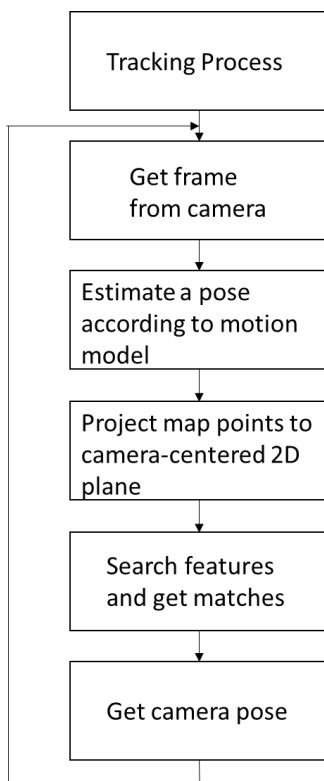 Tracking Process
Get frame
from camera
Estimate a pose
according to motion
model
Project map points to
camera-centered 2D
plane
Search features
and get matches
Get camera pose